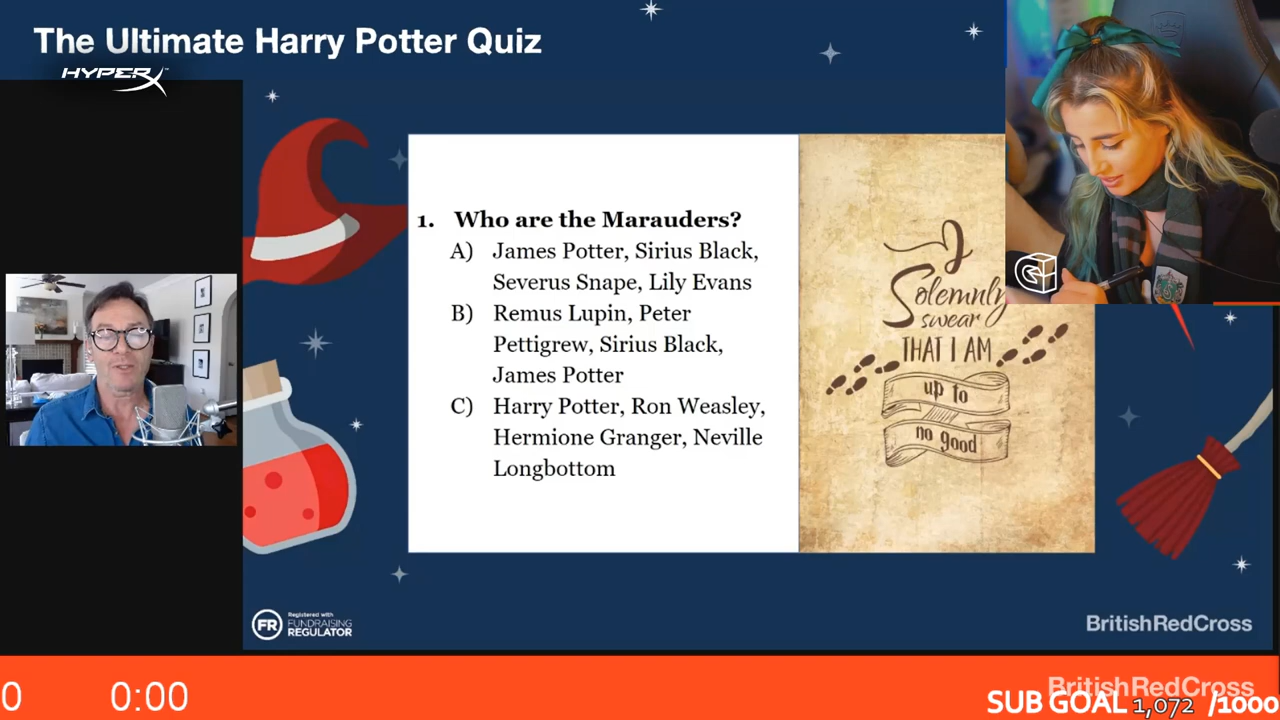 The Ultimate Harry Potter Quiz
HYPERX
1. Who are the Marauders?
A) James Potter, Sirius Black,
Severus Snape, Lily Evans
B) Remus Lupin, Peter
Pettigrew, Sirius Black,
James Potter
C) Harry Potter, Ron Weasley,
Hermione Granger, Neville
Longbottom
I
Solemnly
swear
THAT I AM
up to
no good
FR
Registered with
FUNDRAISING
REGULATOR
BritishRedCross
0 0:00
BritishRedCross
SUB GOAL 1,072 /1000